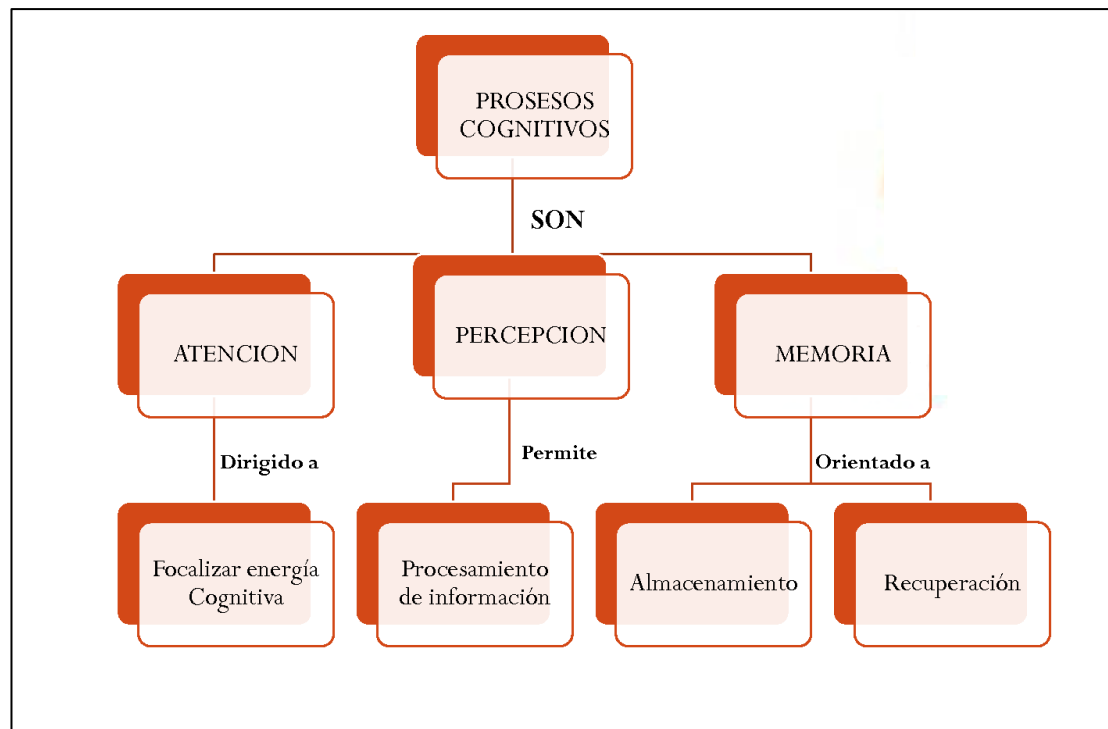 PROSESOS
COGNITIVOS
SON
ATENCION
PERCEPCION
MEMORIA
Dirigido a
Permite
Orientado a
Focalizar energía
Cognitiva
Procesamiento
de información
Almacenamiento
Recuperación